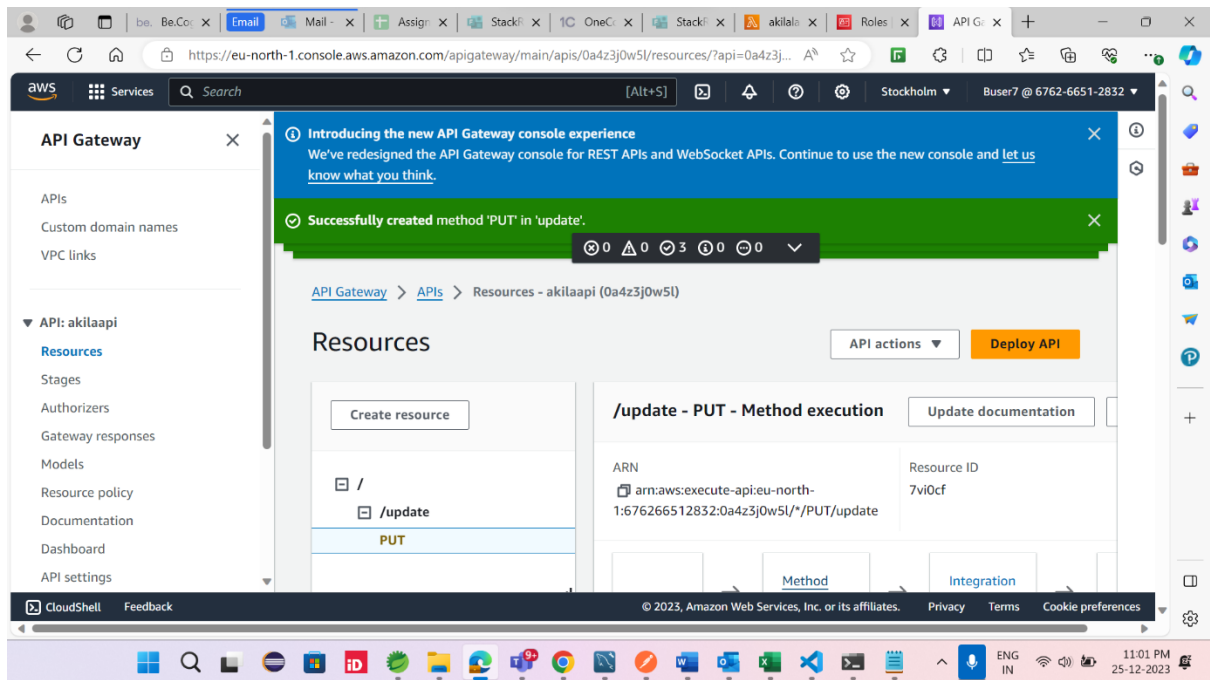 be. Be.Cog
Email
Mail -
Assign
StackR
1C OneCo
StackF
akilala
Roles
API Ga
https://eu-north-1.console.aws.amazon.com/apigateway/main/apis/0a4z3j0w5l/resources/?api=0a4z3j...
aws
Services
Search
[Alt+S]
Stockholm ▼
Buser7 @ 6762-6651-2832 ▼
API Gateway
APIs
Custom domain names
VPC links
▼ API: akilaapi
Resources
Stages
Authorizers
Gateway responses
Models
Resource policy
Documentation
Dashboard
API settings
Introducing the new API Gateway console experience
We've redesigned the API Gateway console for REST APIs and WebSocket APIs. Continue to use the new console and let us
know what you think.
Successfully created method 'PUT' in 'update'.
0 0 3 0 0
API Gateway > APIs > Resources - akilaapi (0a4z3j0w5l)
Resources
API actions ▼
Deploy API
Create resource
/
/update
PUT
/update - PUT - Method execution
Update documentation
ARN
arn:aws:execute-api:eu-north-
1:676266512832:0a4z3j0w5l/*/PUT/update
Resource ID
7vi0cf
Method
Integration
CloudShell
Feedback
© 2023, Amazon Web Services, Inc. or its affiliates.
Privacy
Terms
Cookie preferences
iD
9+
ENG
IN
11:01 PM
25-12-2023